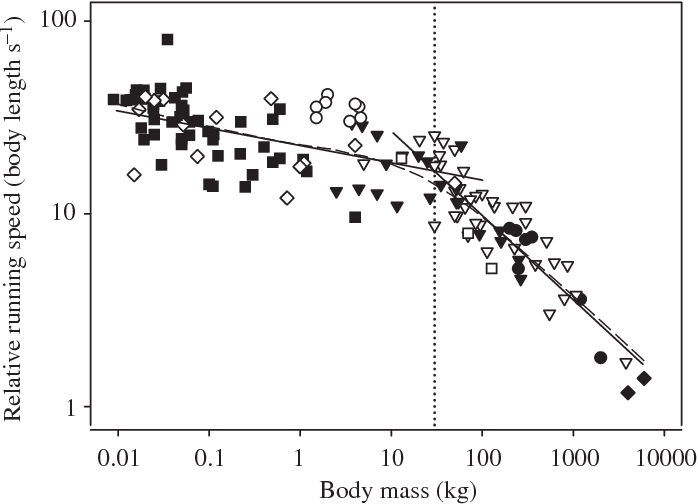 Relative running speed (body length s⁻¹)
100
10
1
0.01 0.1 1 10 100 1000 10000
Body mass (kg)